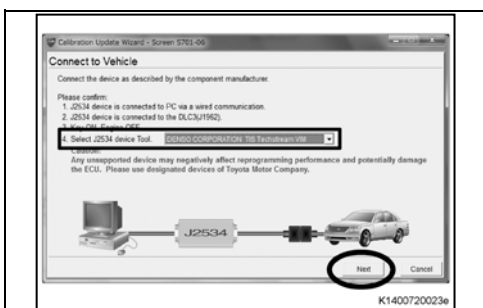 Calibration Update Wizard - Screen S701-06
Connect to Vehicle
Connect the device as described by the component manufacturer.
Please confirm:
1. J2534 device is connected to PC via a wired communication.
2. J2534 device is connected to the DLC3(J1962).
3. Key ON, Engine OFF
4. Select J2534 device Tool. DENSO CORPORATION TIS Techstream VIM
Caution:
Any unsupported device may negatively affect reprogramming performance and potentially damage
the ECU. Please use designated devices of Toyota Motor Company.
J2534
Next Cancel
K1400720023e